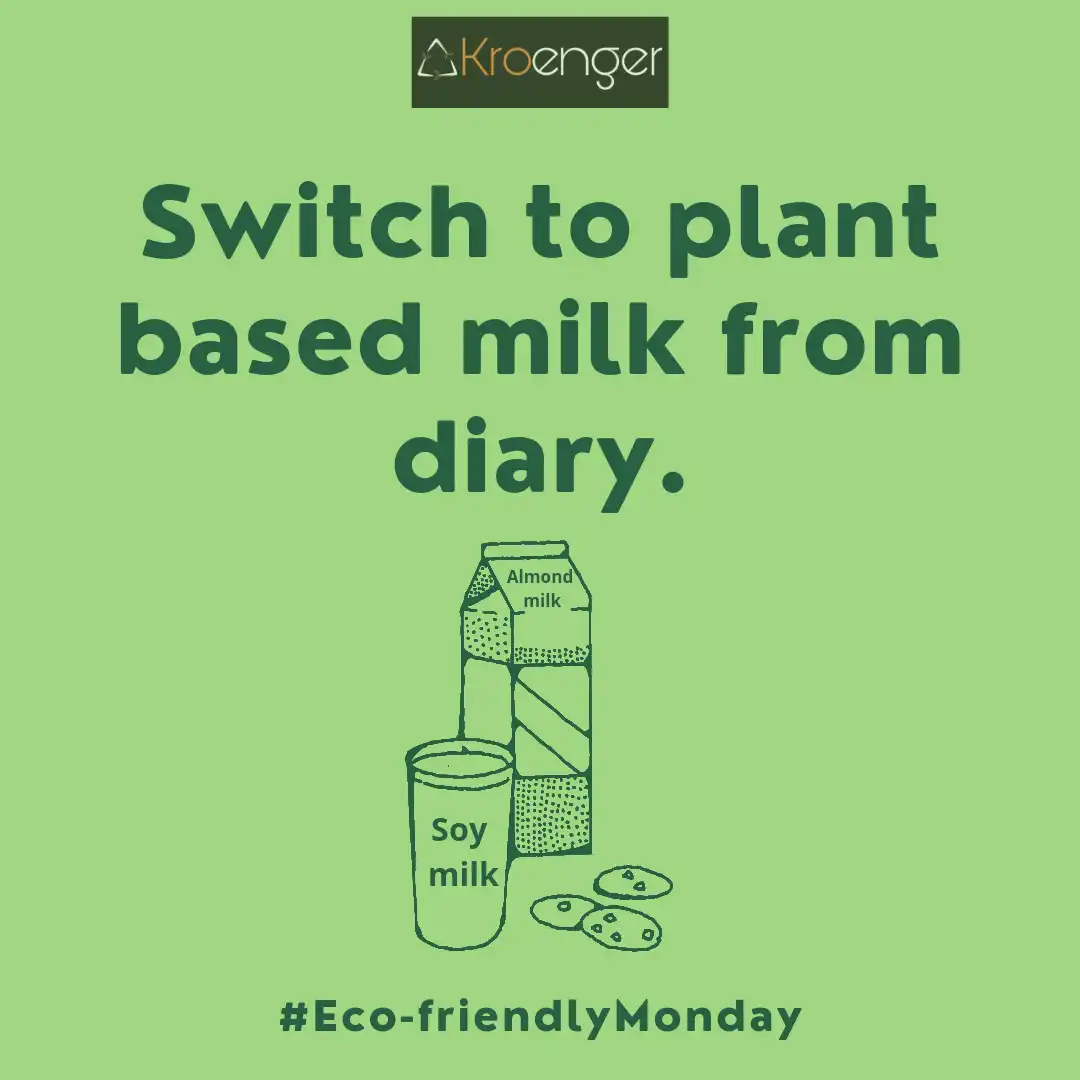 Kroenger
Switch to plant
based milk from
diary.
Almond
milk
Soy
milk
#Eco-friendlyMonday